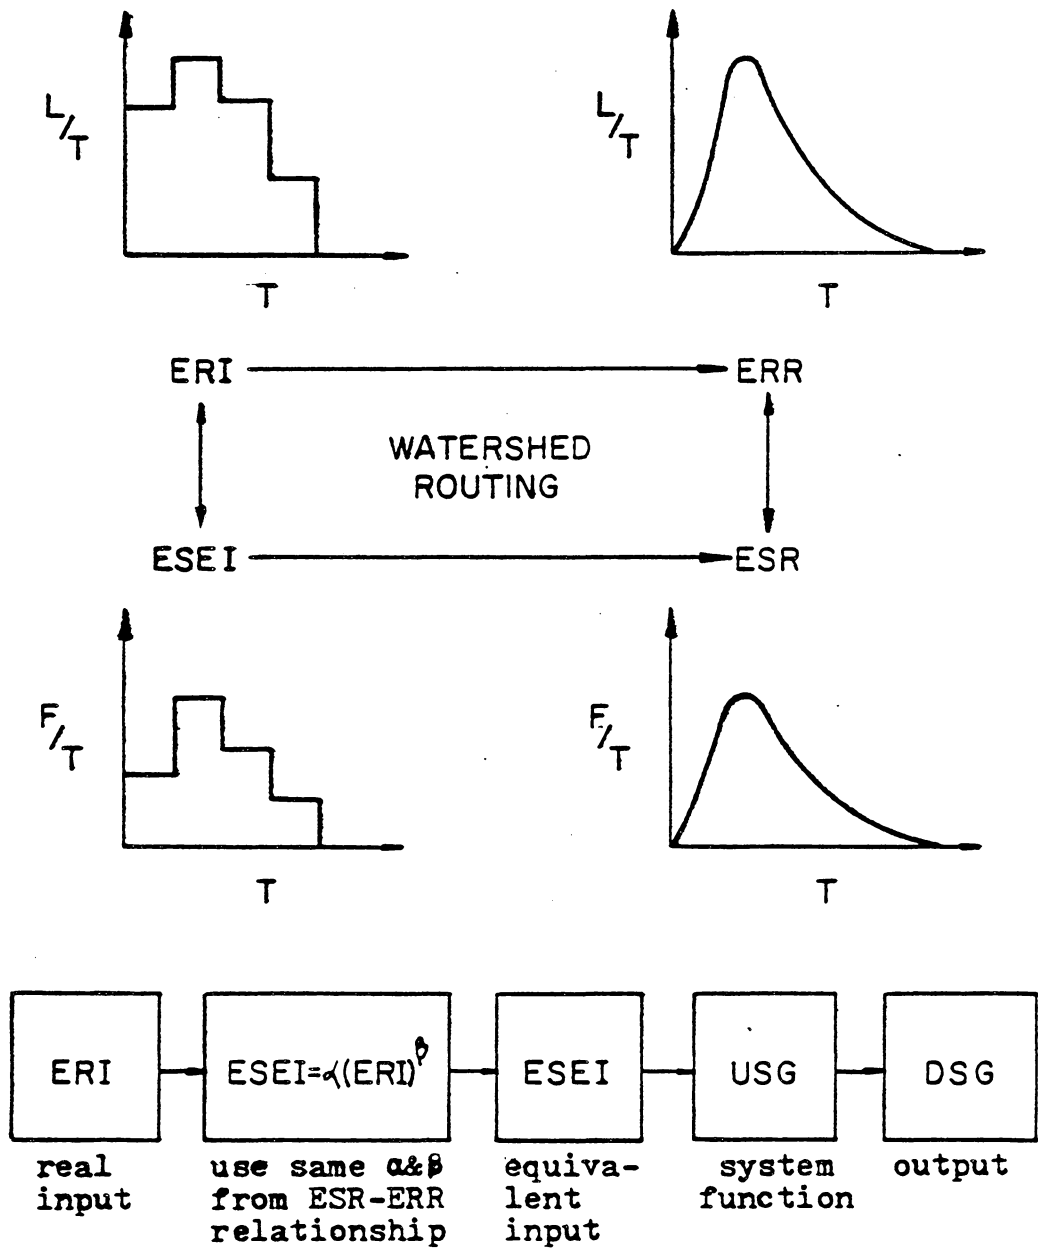 L/T
L/T
T
T
ERI
ERR
WATERSHED
ROUTING
ESEI
ESR
F/T
F/T
T
T
ERI
ESEI=α(ERI)^β
ESEI
USG
DSG
real
input
use same α&β
from ESR-ERR
relationship
equiva-
lent
input
system
function
output